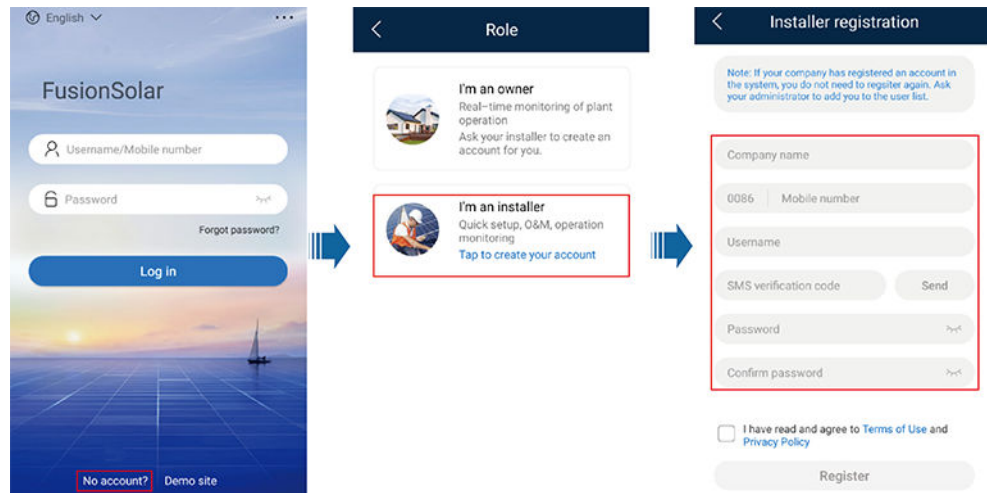 English
FusionSolar
Username/Mobile number
Password
Forgot password?
Log in
No account? Demo site
Role
I'm an owner
Real-time monitoring of plant
operation
Ask your installer to create an
account for you.
I'm an installer
Quick setup, O&M, operation
monitoring
Tap to create your account
Installer registration
Note: If your company has registered an account in
the system, you do not need to regsiter again. Ask
your administrator to add you to the user list.
Company name
0086 Mobile number
Username
SMS verification code Send
Password
Confirm password
I have read and agree to Terms of Use and
Privacy Policy
Register